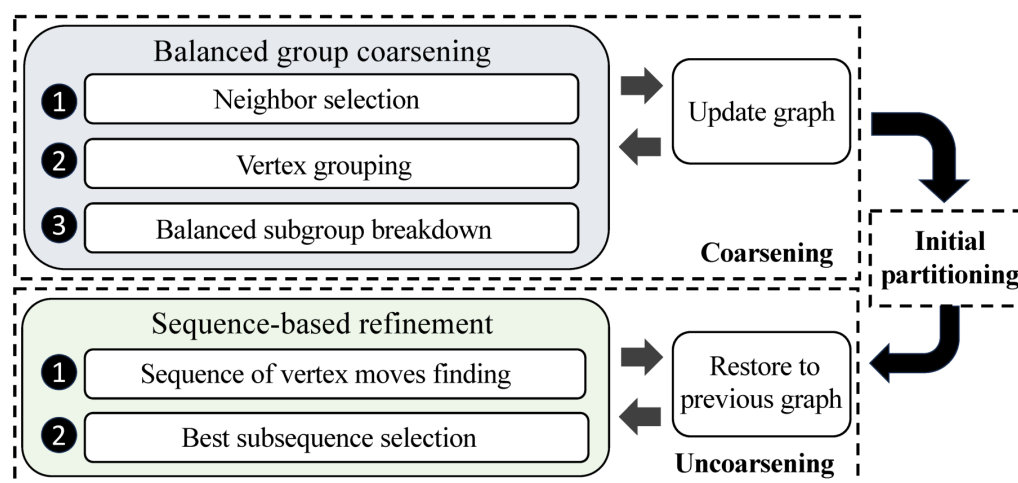 Balanced group coarsening
1 Neighbor selection
2 Vertex grouping
3 Balanced subgroup breakdown
Update graph
Coarsening
Initial
partitioning
Sequence-based refinement
1 Sequence of vertex moves finding
2 Best subsequence selection
Restore to
previous graph
Uncoarsening